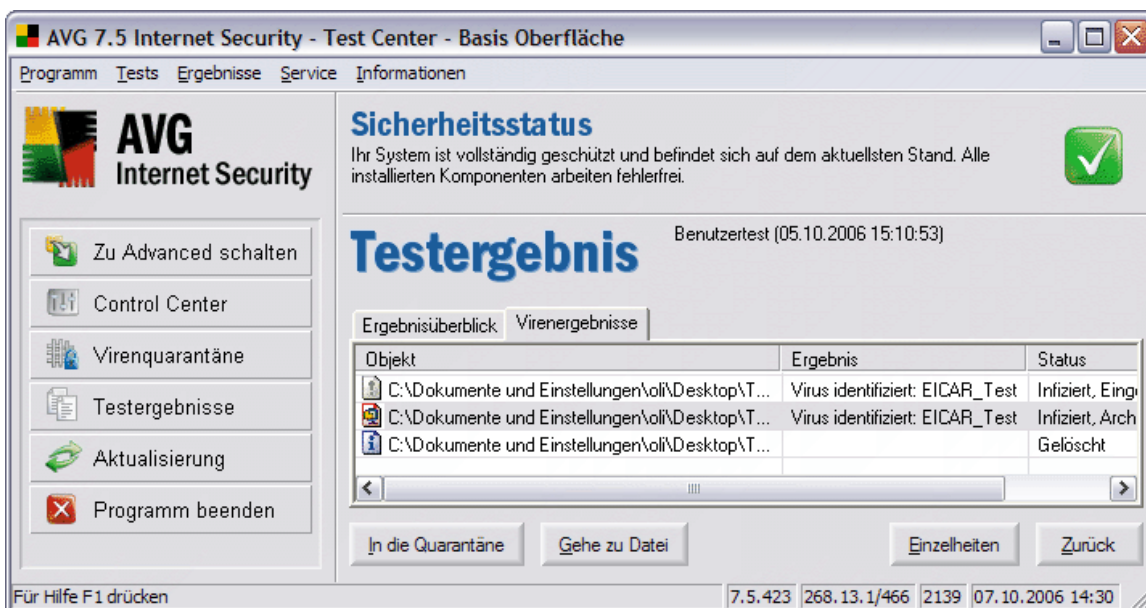 AVG 7.5 Internet Security - Test Center - Basis Oberfläche
Programm Tests Ergebnisse Service Informationen
AVG
Internet Security
Zu Advanced schalten
Control Center
Virenquarantäne
Testergebnisse
Aktualisierung
Programm beenden
Sicherheitsstatus
Ihr System ist vollständig geschützt und befindet sich auf dem aktuellsten Stand. Alle
installierten Komponenten arbeiten fehlerfrei.
Testergebnis
Benutzertest (05.10.2006 15:10:53)
Ergebnisüberblick Virenergebnisse
Objekt Ergebnis Status
C:\Dokumente und Einstellungen\oli\Desktop\T... Virus identifiziert: EICAR_Test Infiziert, Eing
C:\Dokumente und Einstellungen\oli\Desktop\T... Virus identifiziert: EICAR_Test Infiziert, Arch
C:\Dokumente und Einstellungen\oli\Desktop\T... Gelöscht
In die Quarantäne Gehe zu Datei Einzelheiten Zurück
Für Hilfe F1 drücken 7.5.423 268.13.1/466 2139 07.10.2006 14:30